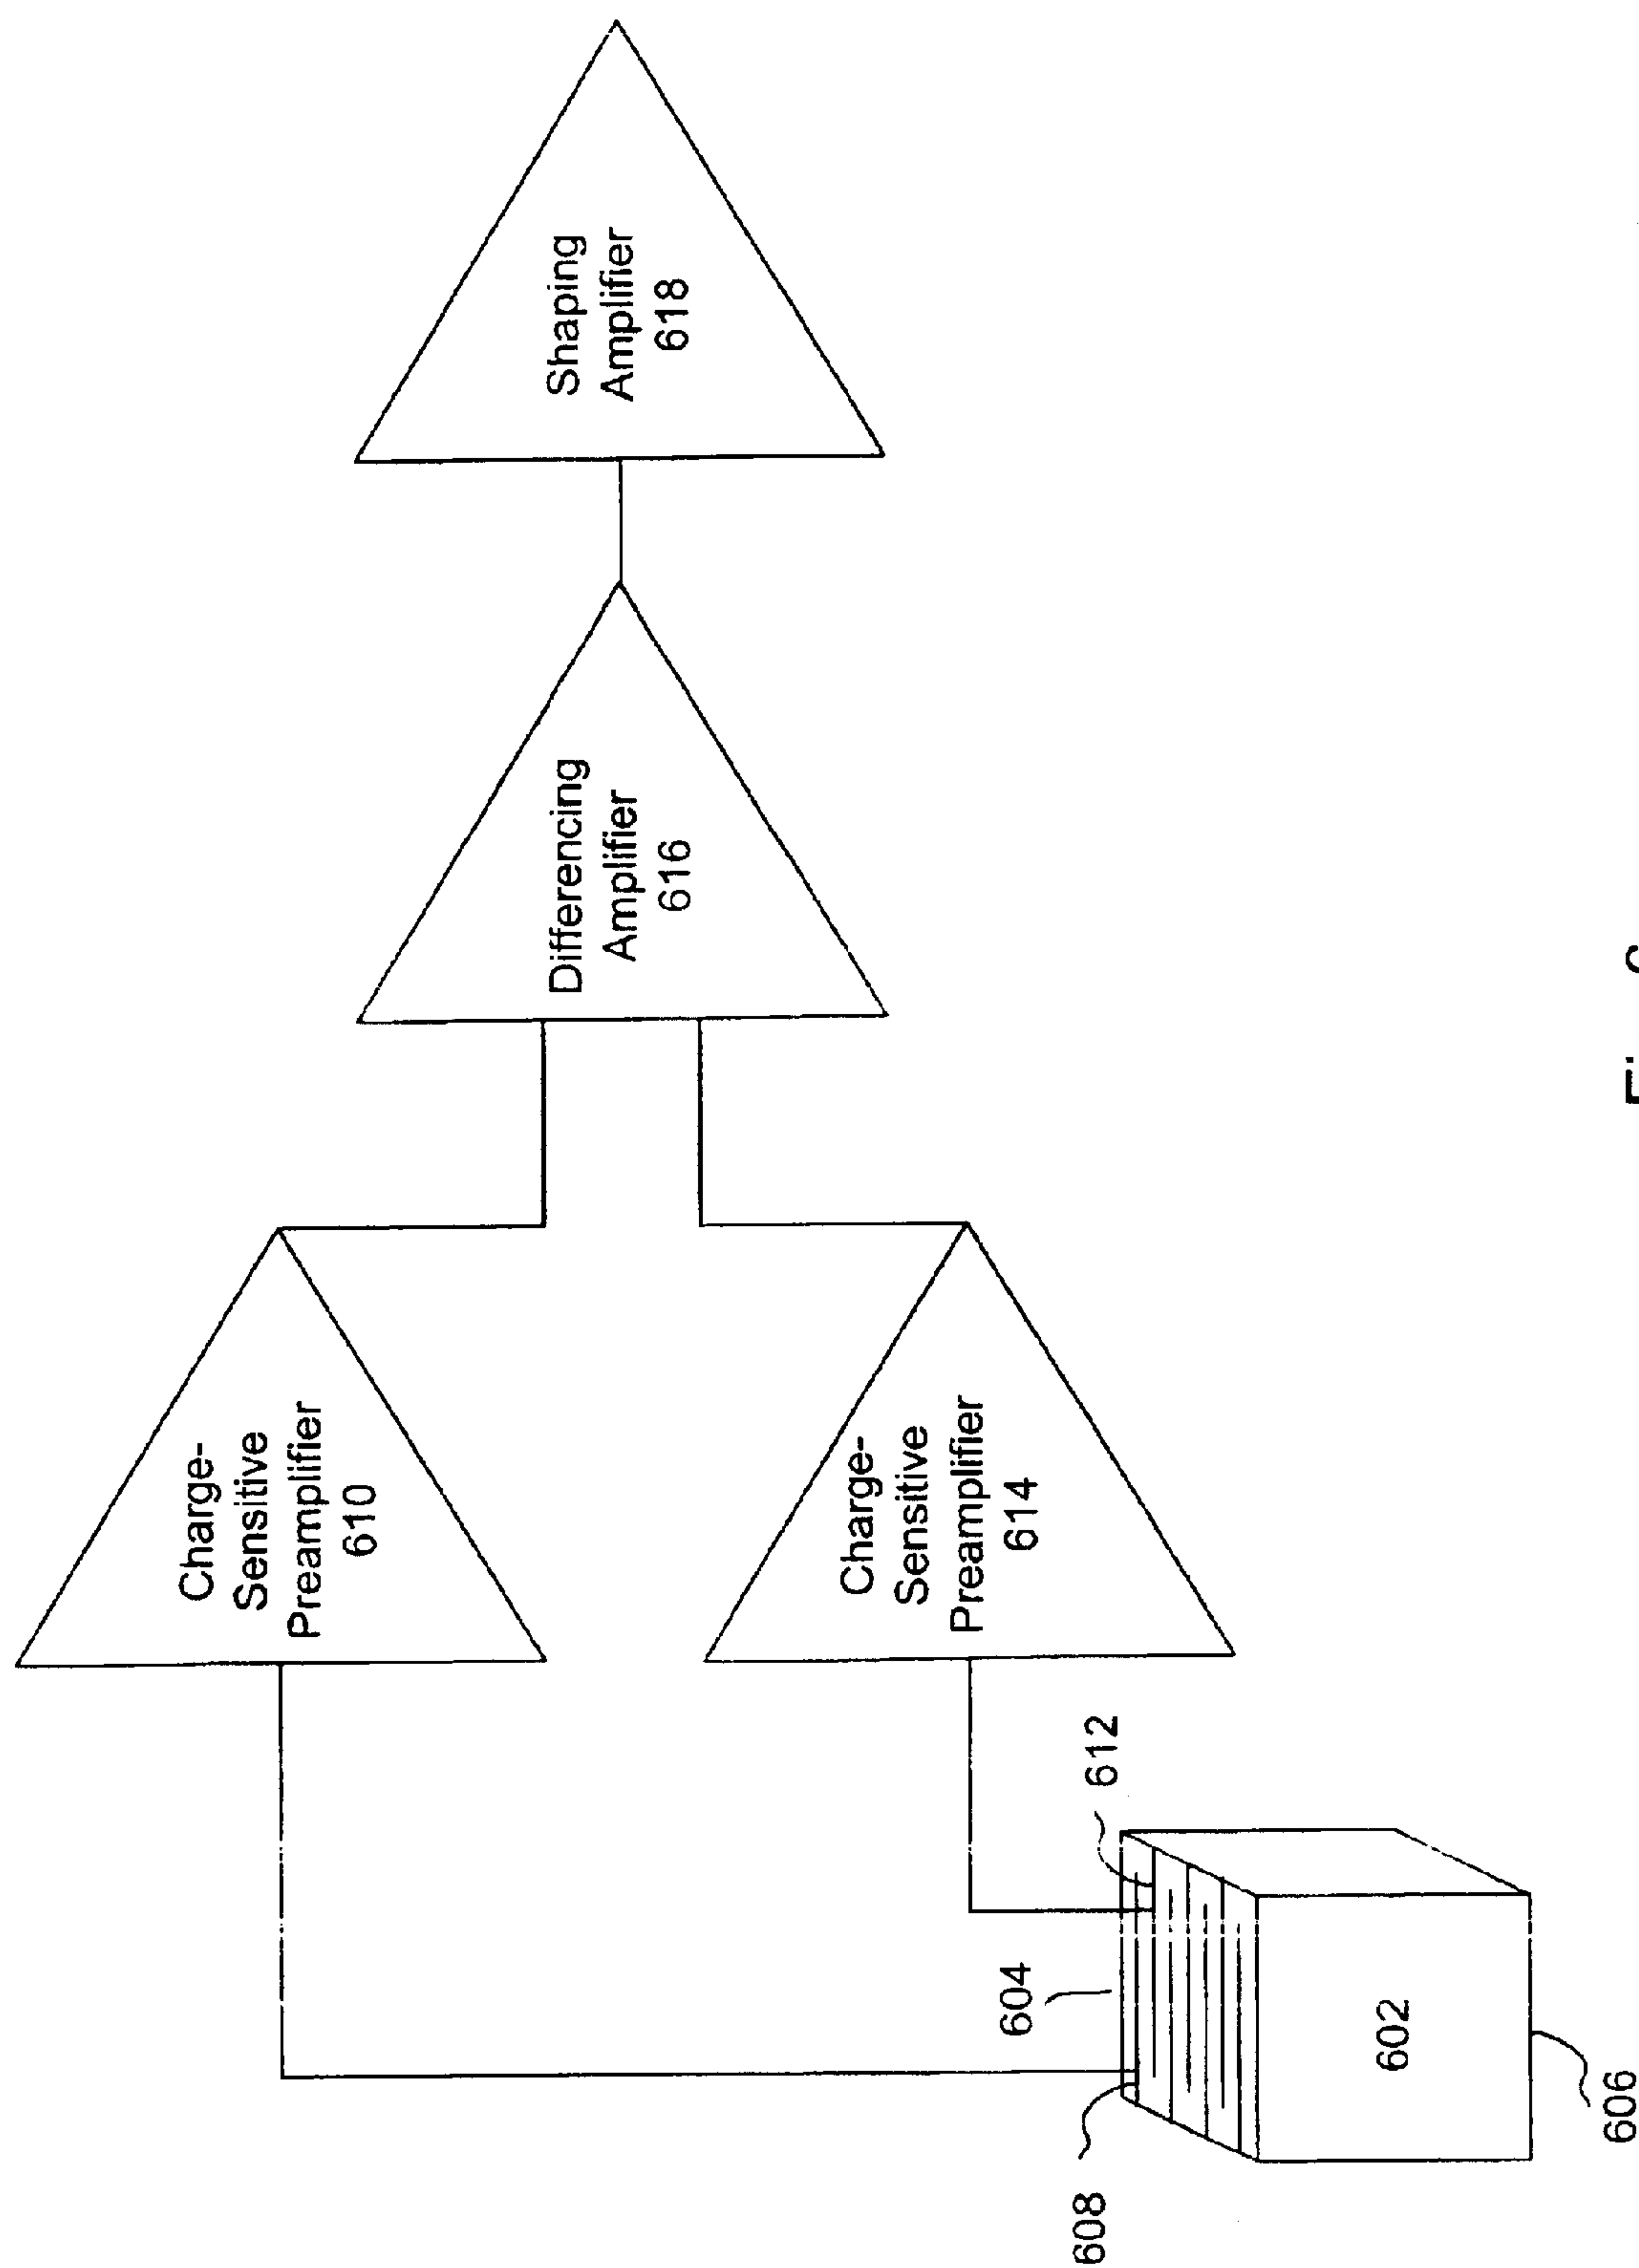 Charge-
Sensitive
Preamplifier
610
Charge-
Sensitive
Preamplifier
614
Differencing
Amplifier
616
Shaping
Amplifier
618
608
604
612
602
606